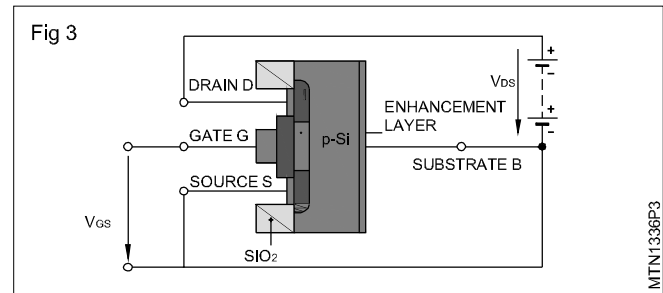 Fig 3
DRAIN D
GATE G
SOURCE S
VGS
SIO2
p-Si
ENHANCEMENT
LAYER
SUBSTRATE B
VDS
+
–
+
–
MTN1336P3